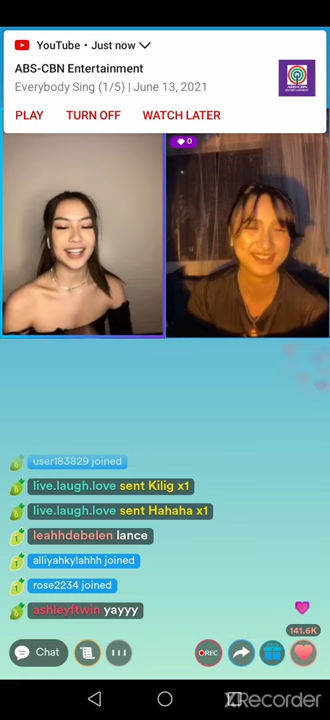 YouTube • Just now
ABS-CBN Entertainment
Everybody Sing (1/5) | June 13, 2021
PLAY TURN OFF WATCH LATER
0
user183829 joined
live.laugh.love sent Kilig x1
live.laugh.love sent Hahaha x1
leahhdebelen lance
alliyahkylahhh joined
rose2234 joined
ashleyftwin yayyy
141.6K
Chat
REC
XRecorder